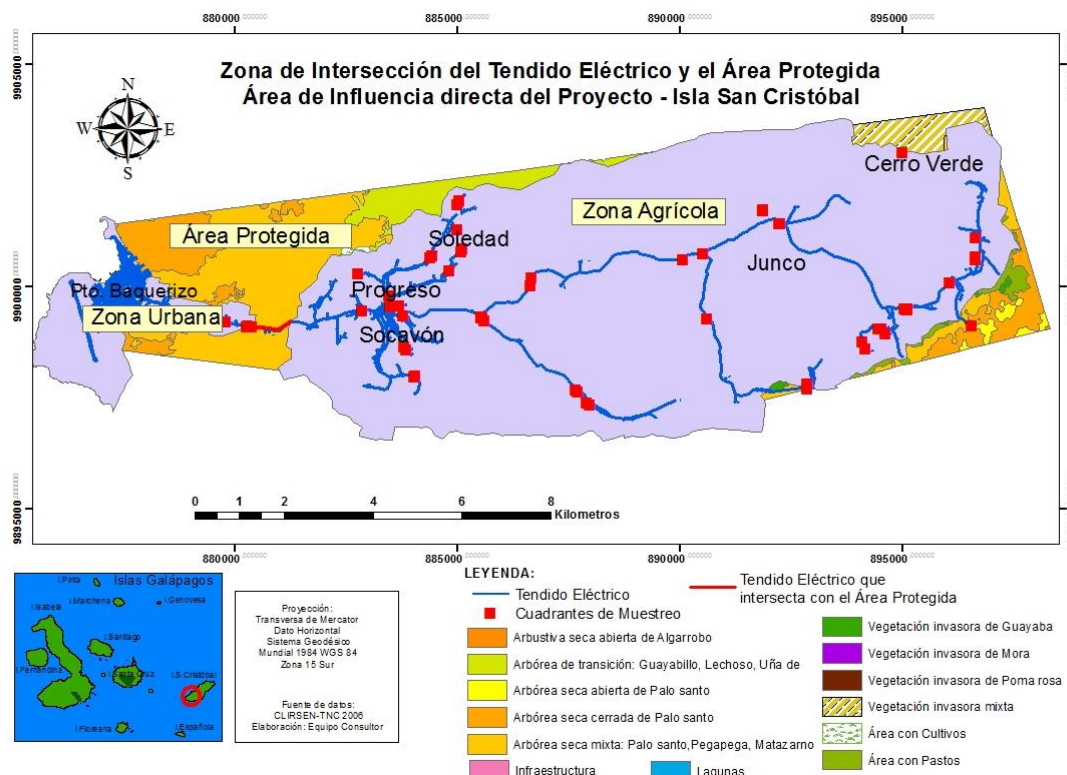 880000 885000 890000 895000
Zona de Intersección del Tendido Eléctrico y el Área Protegida
Área de Influencia directa del Proyecto - Isla San Cristóbal
N
W E
S
Cerro Verde
Zona Agrícola
Área Protegida
Soledad
Junco
Pto. Baquerizo
Progreso
Zona Urbana
Socavón
0 1 2 4 6 8
Kilometros
9895000
880000 885000 890000 895000
Islas Galápagos
I.Pinta
I.Marchena
I.Genovesa
I.Isabela
I.Santiago
I.Fernandina
I.Santa Cruz
I.S.Cristóbal
I.Floreana
I.Española
Proyección:
Transversa de Mercator
Dato Horizontal
Sistema Geodésico
Mundial 1984 WGS 84
Zona 15 Sur
Fuente de datos:
CLIRSEN-TNC 2006
Elaboración: Equipo Consultor
LEYENDA:
Tendido Eléctrico
Cuadrantes de Muestreo
Arbustiva seca abierta de Algarrobo
Arbórea de transición: Guayabillo, Lechoso, Uña de
Arbórea seca abierta de Palo santo
Arbórea seca cerrada de Palo santo
Arbórea seca mixta: Palo santo,Pegapega, Matazarno
Infraestructura
Lagunas
Tendido Eléctrico que
intersecta con el Área Protegida
Vegetación invasora de Guayaba
Vegetación invasora de Mora
Vegetación invasora de Poma rosa
Vegetación invasora mixta
Área con Cultivos
Área con Pastos